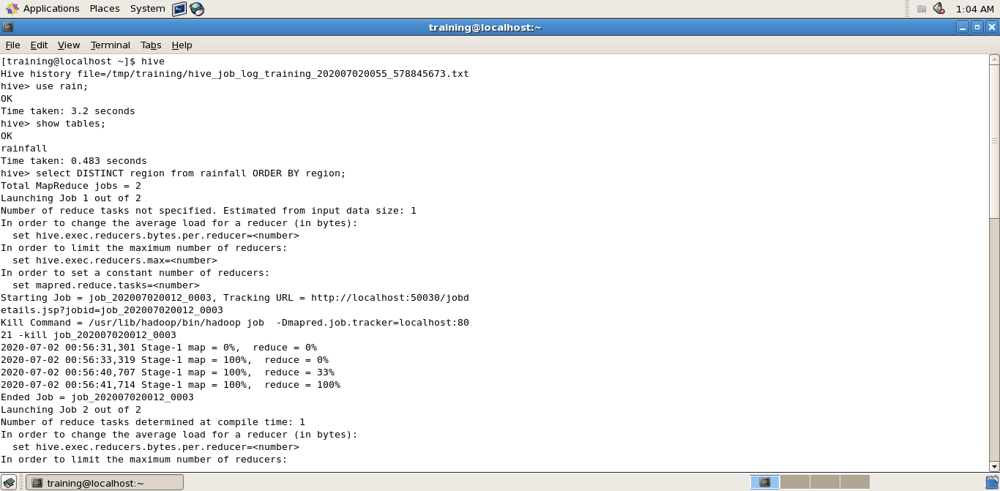 Applications Places System 1:04 AM
training@localhost:~
File Edit View Terminal Tabs Help
[training@localhost ~]$ hive
Hive history file=/tmp/training/hive_job_log_training_202007020055_578845673.txt
hive> use rain;
OK
Time taken: 3.2 seconds
hive> show tables;
OK
rainfall
Time taken: 0.483 seconds
hive> select DISTINCT region from rainfall ORDER BY region;
Total MapReduce jobs = 2
Launching Job 1 out of 2
Number of reduce tasks not specified. Estimated from input data size: 1
In order to change the average load for a reducer (in bytes):
  set hive.exec.reducers.bytes.per.reducer=<number>
In order to limit the maximum number of reducers:
  set hive.exec.reducers.max=<number>
In order to set a constant number of reducers:
  set mapred.reduce.tasks=<number>
Starting Job = job_202007020012_0003, Tracking URL = http://localhost:50030/jobd
etails.jsp?jobid=job_202007020012_0003
Kill Command = /usr/lib/hadoop/bin/hadoop job  -Dmapred.job.tracker=localhost:80
21 -kill job_202007020012_0003
2020-07-02 00:56:31,301 Stage-1 map = 0%,  reduce = 0%
2020-07-02 00:56:33,319 Stage-1 map = 100%,  reduce = 0%
2020-07-02 00:56:40,707 Stage-1 map = 100%,  reduce = 33%
2020-07-02 00:56:41,714 Stage-1 map = 100%,  reduce = 100%
Ended Job = job_202007020012_0003
Launching Job 2 out of 2
Number of reduce tasks determined at compile time: 1
In order to change the average load for a reducer (in bytes):
  set hive.exec.reducers.bytes.per.reducer=<number>
In order to limit the maximum number of reducers:
training@localhost:~